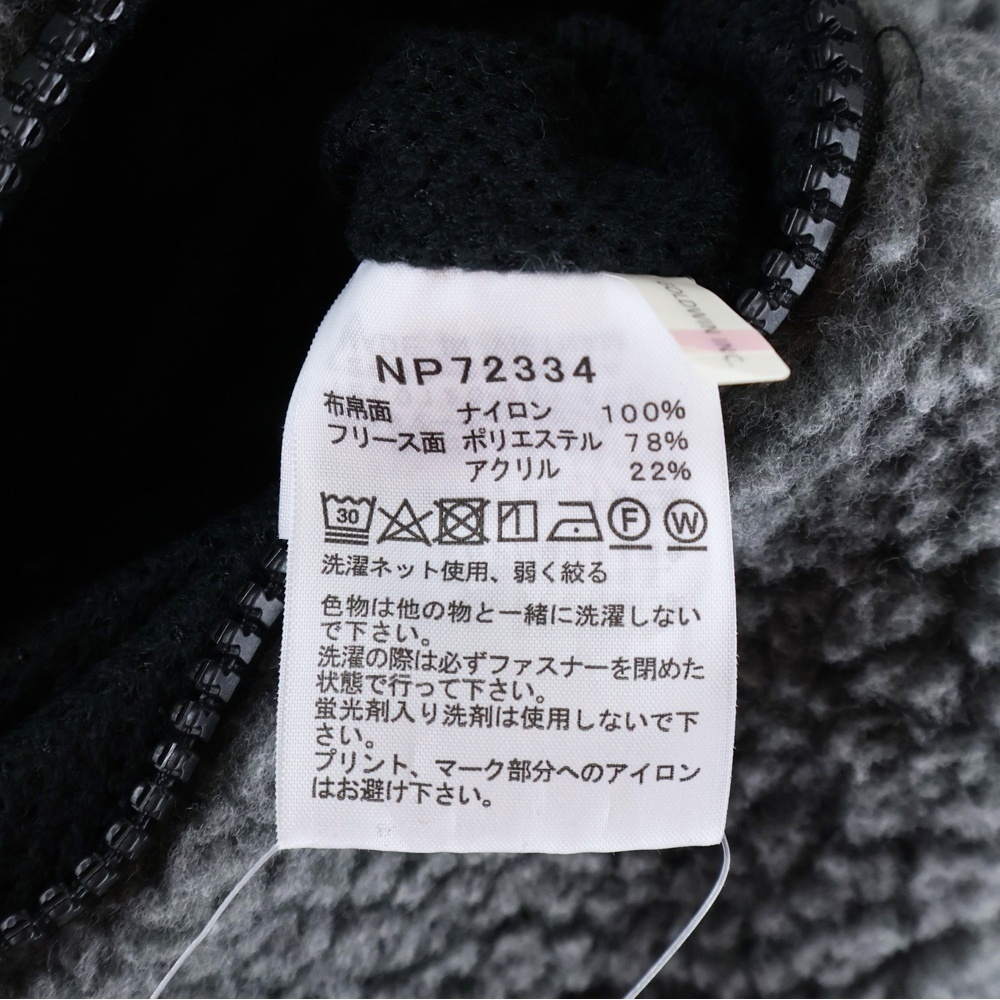 GOLDWIN INC.
NP72334
布帛面 ナイロン 100%
フリース面 ポリエステル 78%
アクリル 22%
30 F W
洗濯ネット使用、弱く絞る
色物は他の物と一緒に洗濯しない
で下さい。
洗濯の際は必ずファスナーを閉めた
状態で行って下さい。
蛍光剤入り洗剤は使用しないで下
さい。
プリント、マーク部分へのアイロン
はお避け下さい。